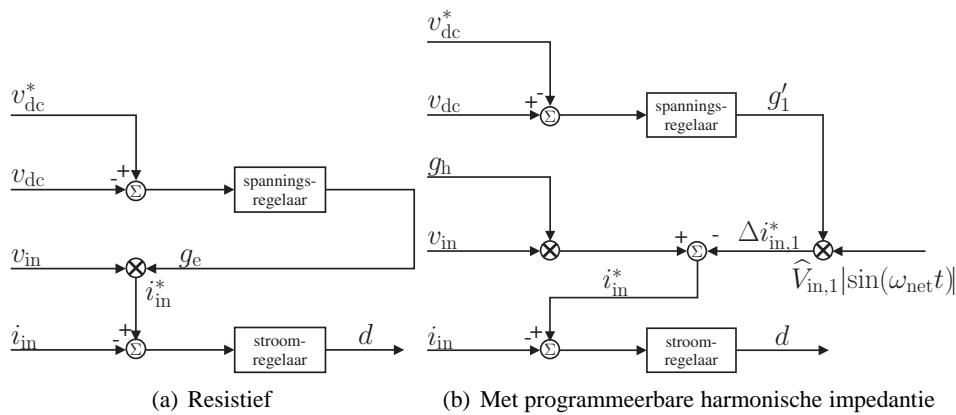 v*dc
+
-
Σ
vdc
spannings-
regelaar
vin
ge
i*in
+
-
Σ
iin
stroom-
regelaar
d
(a) Resistief
v*dc
-
+
Σ
vdc
spannings-
regelaar
g′1
gh
vin
+
-
Σ
Δi*in,1
V̂in,1|sin(ωnett)|
i*in
+
-
Σ
iin
stroom-
regelaar
d
(b) Met programmeerbare harmonische impedantie